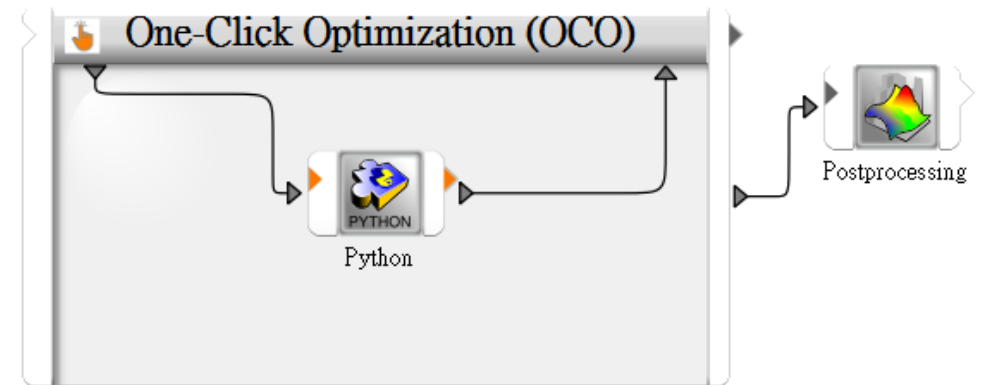 One-Click Optimization (OCO)
PYTHON
Python
Postprocessing